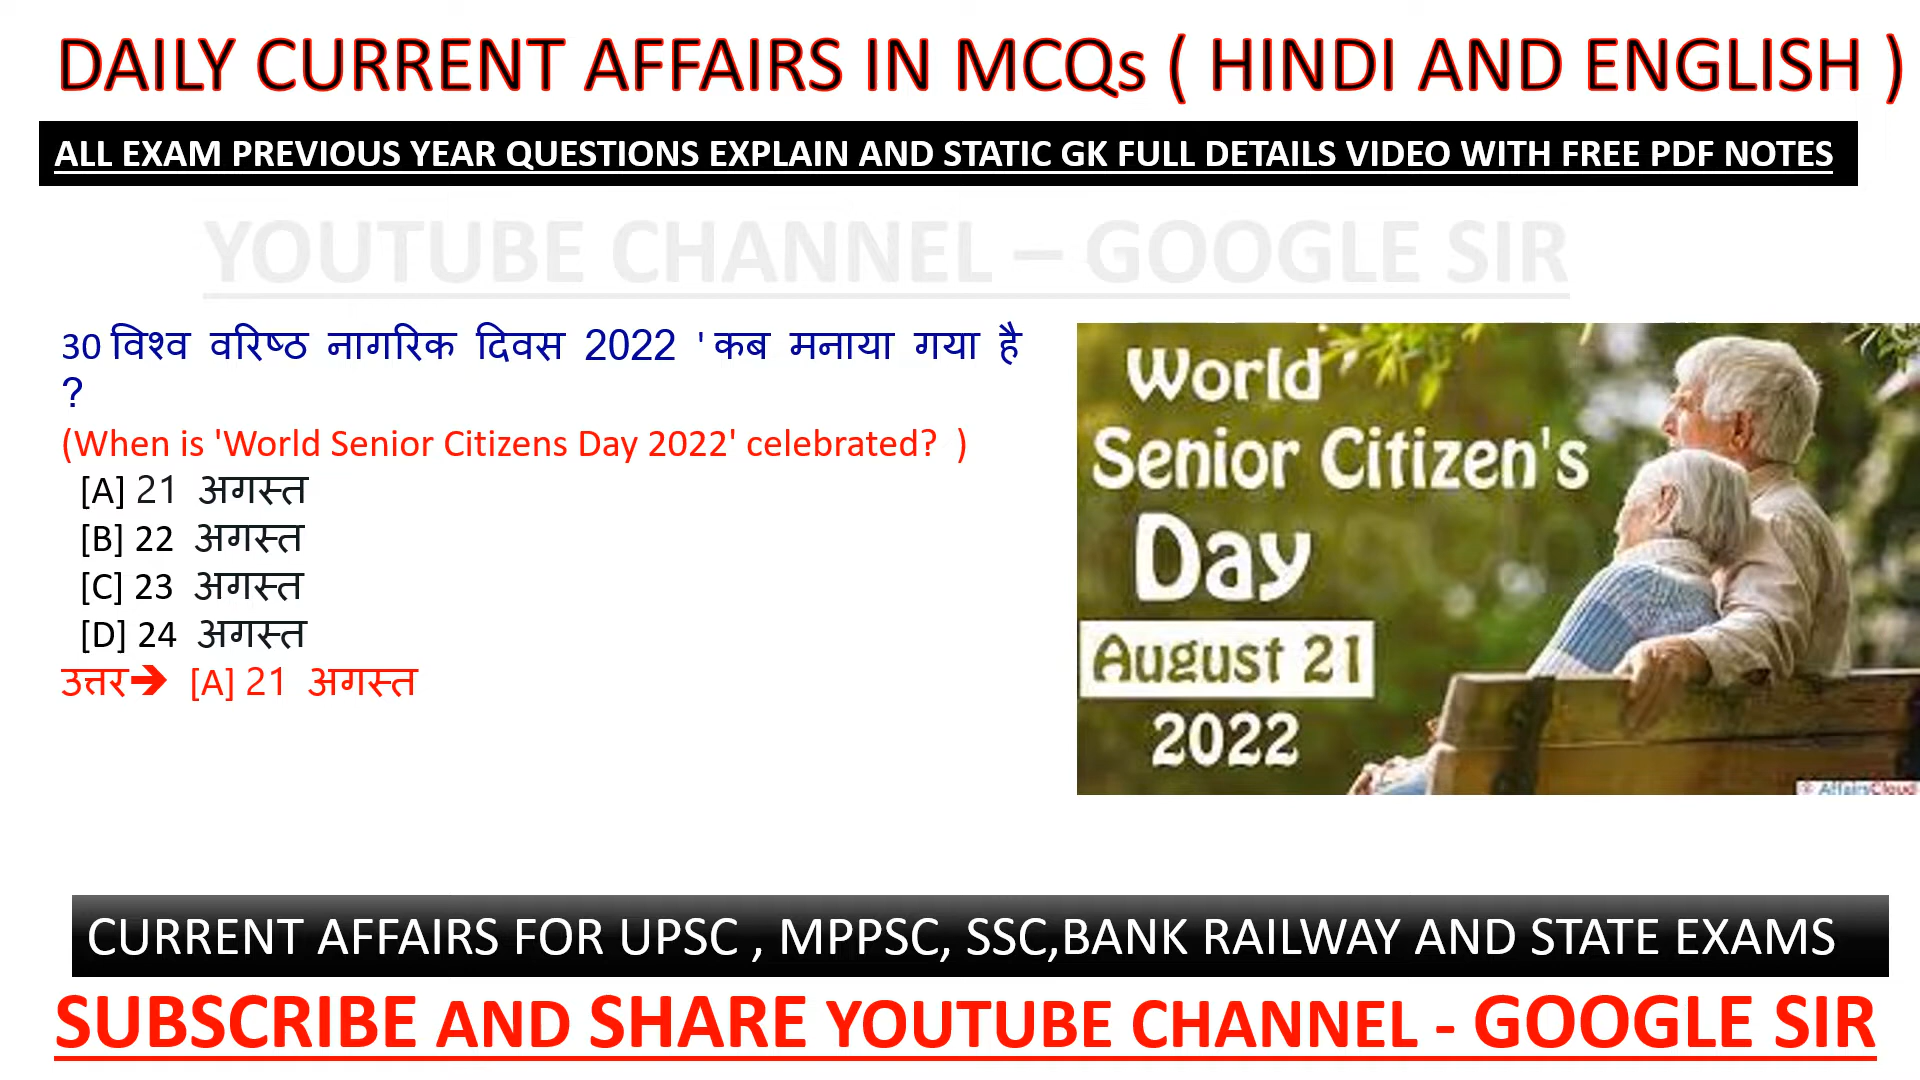 DAILY CURRENT AFFAIRS IN MCQs ( HINDI AND ENGLISH )
ALL EXAM PREVIOUS YEAR QUESTIONS EXPLAIN AND STATIC GK FULL DETAILS VIDEO WITH FREE PDF NOTES
YOUTUBE CHANNEL – GOOGLE SIR
30 विश्व वरिष्ठ नागरिक दिवस 2022 ' कब मनाया गया है
?
(When is 'World Senior Citizens Day 2022' celebrated? )
[A] 21 अगस्त
[B] 22 अगस्त
[C] 23 अगस्त
[D] 24 अगस्त
उत्तर➔ [A] 21 अगस्त
World
Senior Citizen's
Day
August 21
2022
AffairsCloud
CURRENT AFFAIRS FOR UPSC , MPPSC, SSC,BANK RAILWAY AND STATE EXAMS
SUBSCRIBE AND SHARE YOUTUBE CHANNEL - GOOGLE SIR